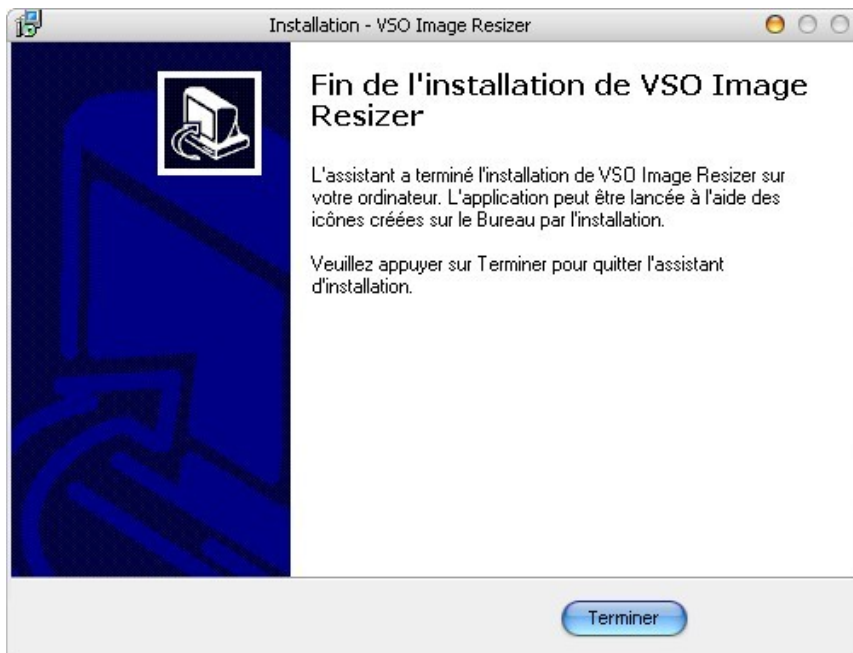 Installation - VSO Image Resizer
Fin de l'installation de VSO Image
Resizer
L'assistant a terminé l'installation de VSO Image Resizer sur
votre ordinateur. L'application peut être lancée à l'aide des
icônes créées sur le Bureau par l'installation.
Veuillez appuyer sur Terminer pour quitter l'assistant
d'installation.
Terminer